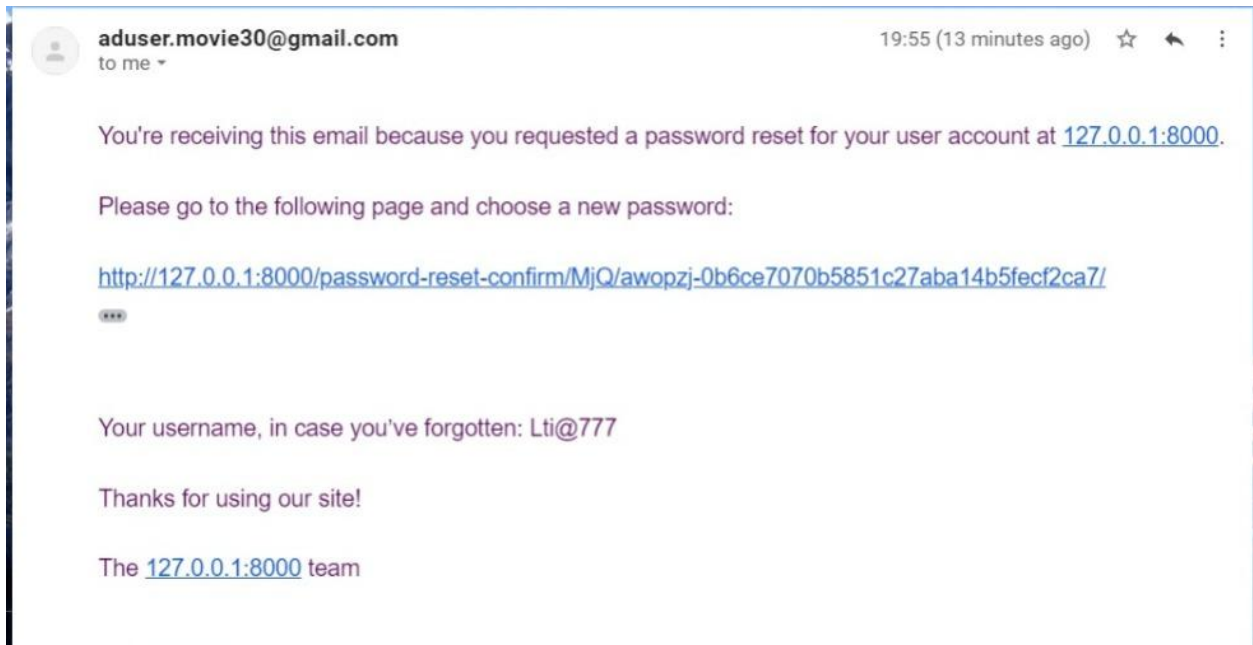 aduser.movie30@gmail.com 19:55 (13 minutes ago)
to me
You're receiving this email because you requested a password reset for your user account at 127.0.0.1:8000.
Please go to the following page and choose a new password:
http://127.0.0.1:8000/password-reset-confirm/MjQ/awopzj-0b6ce7070b5851c27aba14b5fecf2ca7/
Your username, in case you've forgotten: Lti@777
Thanks for using our site!
The 127.0.0.1:8000 team